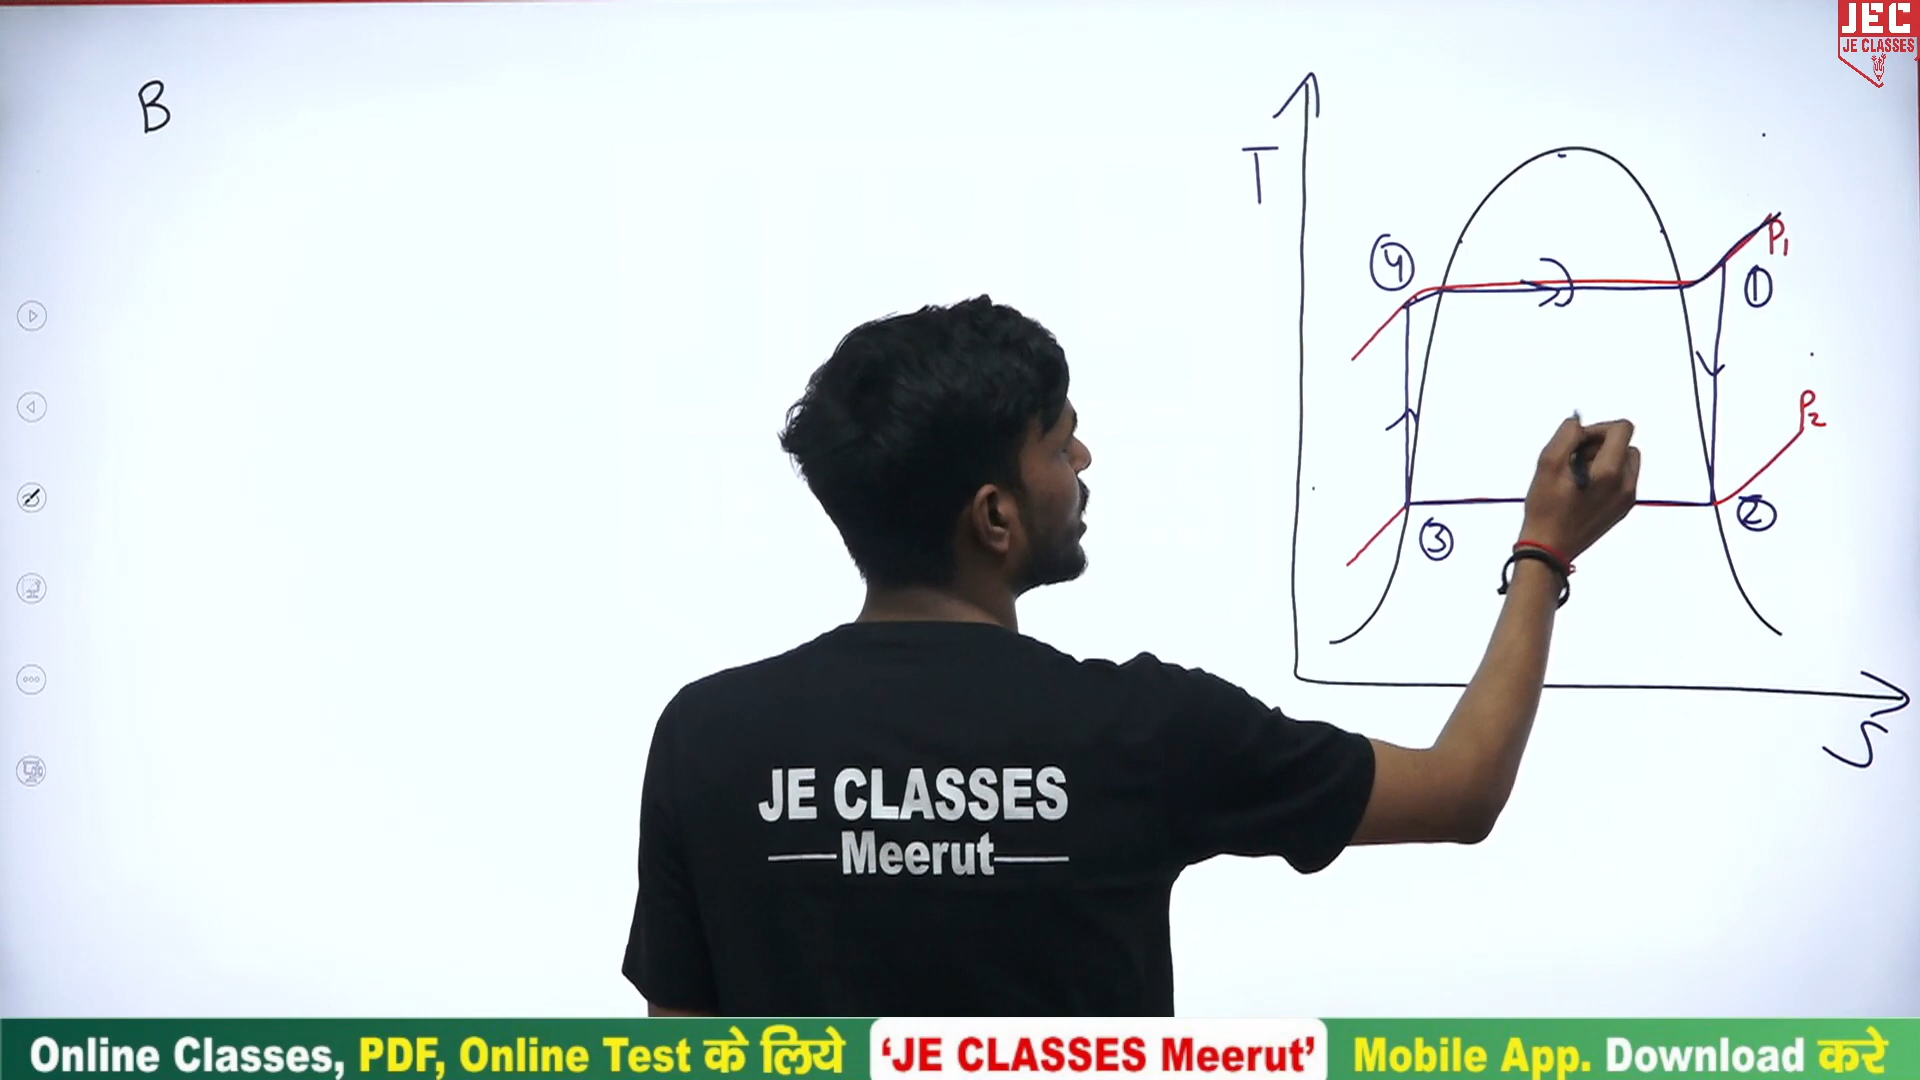 JEC
JE CLASSES
B
T
P₁
④
①
P₂
②
③
S
JE CLASSES
Meerut
Online Classes, PDF, Online Test के लिये 'JE CLASSES Meerut' Mobile App. Download करे